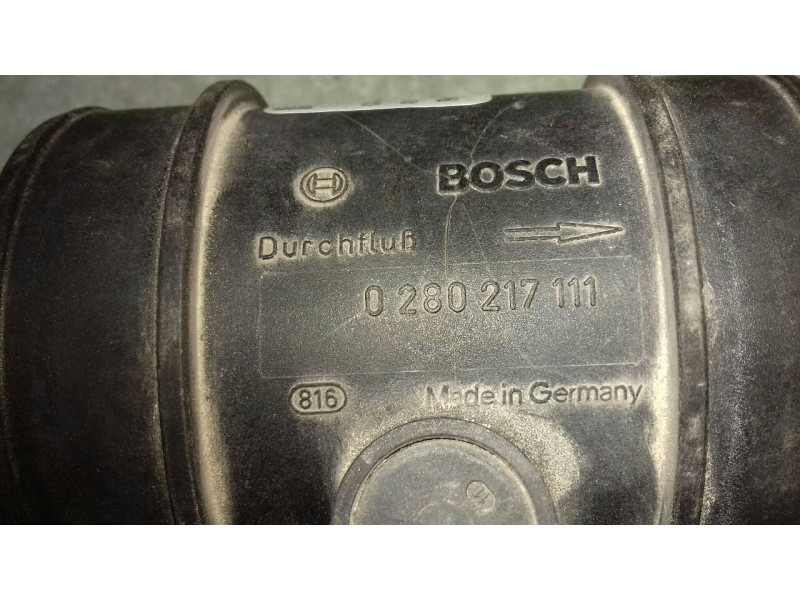 BOSCH
Durchfluß
0 280 217 111
816 Made in Germany